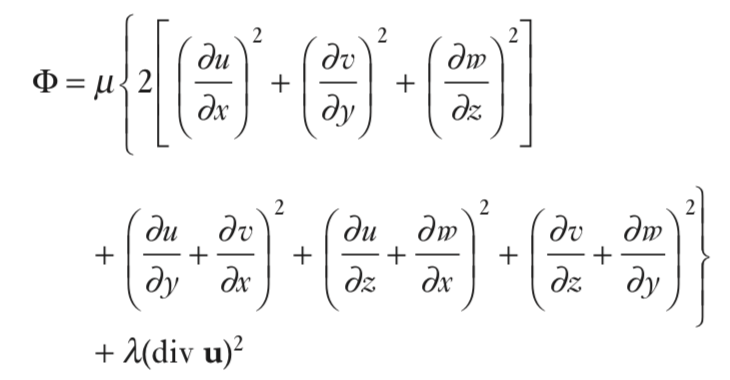 Φ = μ{2[(∂u/∂x)² + (∂v/∂y)² + (∂w/∂z)²]
+ (∂u/∂y + ∂v/∂x)² + (∂u/∂z + ∂w/∂x)² + (∂v/∂z + ∂w/∂y)²}
+ λ(div **u**)²